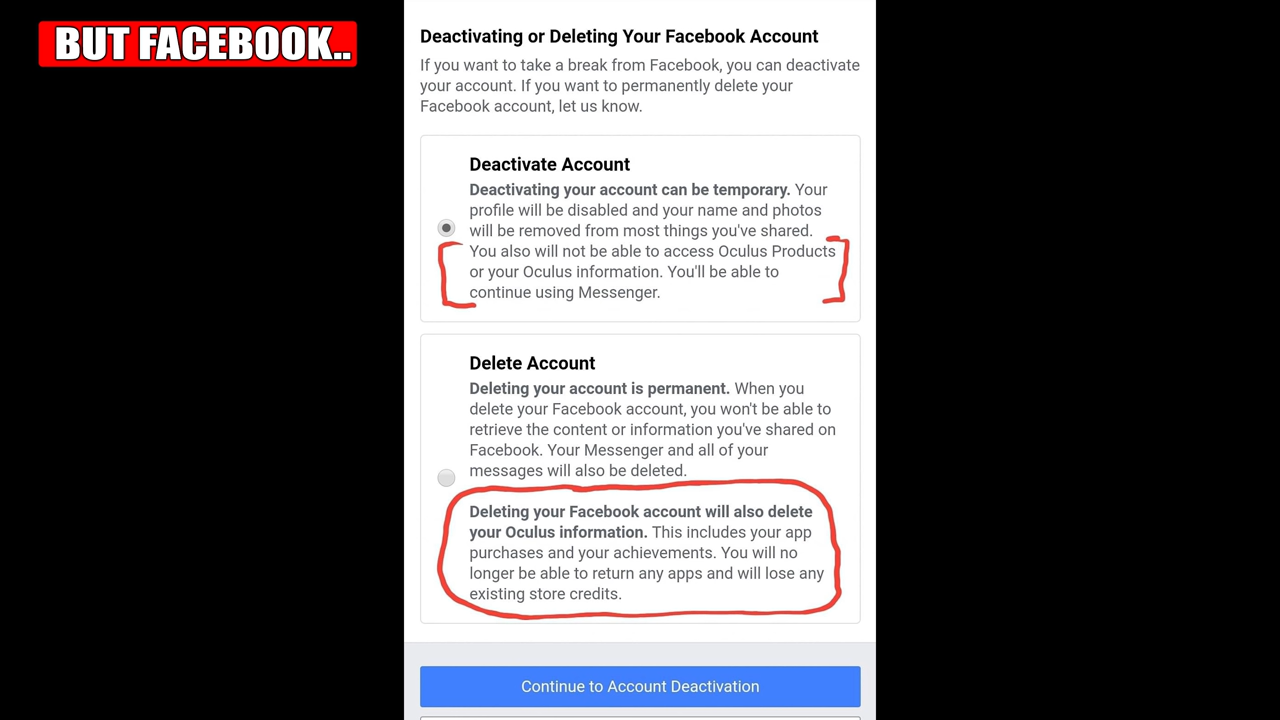 BUT FACEBOOK..
Deactivating or Deleting Your Facebook Account
If you want to take a break from Facebook, you can deactivate
your account. If you want to permanently delete your
Facebook account, let us know.
Deactivate Account
Deactivating your account can be temporary. Your
profile will be disabled and your name and photos
will be removed from most things you've shared.
You also will not be able to access Oculus Products
or your Oculus information. You'll be able to
continue using Messenger.
Delete Account
Deleting your account is permanent. When you
delete your Facebook account, you won't be able to
retrieve the content or information you've shared on
Facebook. Your Messenger and all of your
messages will also be deleted.
Deleting your Facebook account will also delete
your Oculus information. This includes your app
purchases and your achievements. You will no
longer be able to return any apps and will lose any
existing store credits.
Continue to Account Deactivation